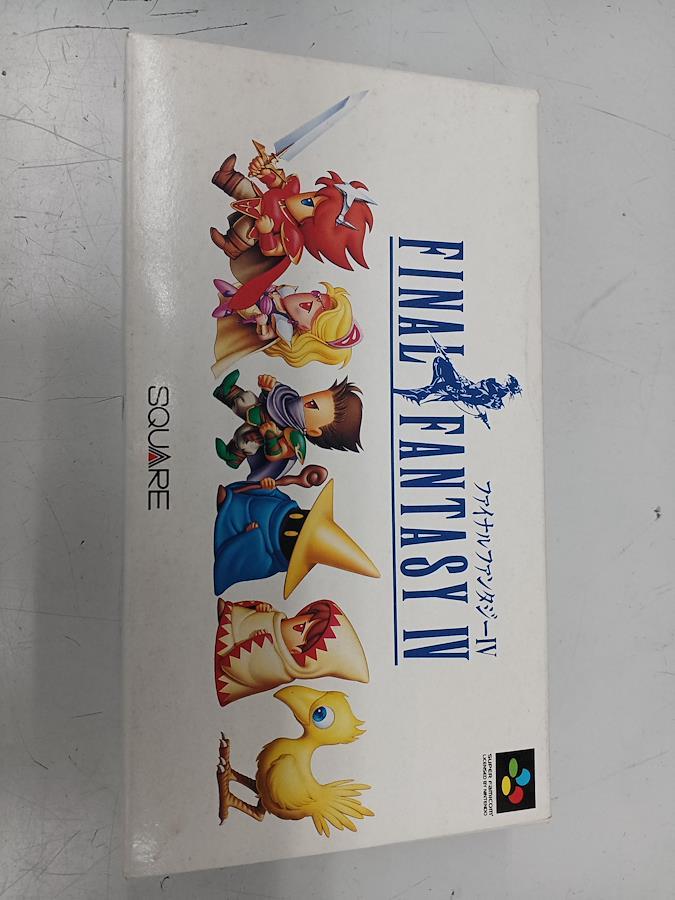 ファイナルファンタジーIV
FINAL FANTASY IV
SQUARE
SUPER FAMICOM
LICENSED BY NINTENDO